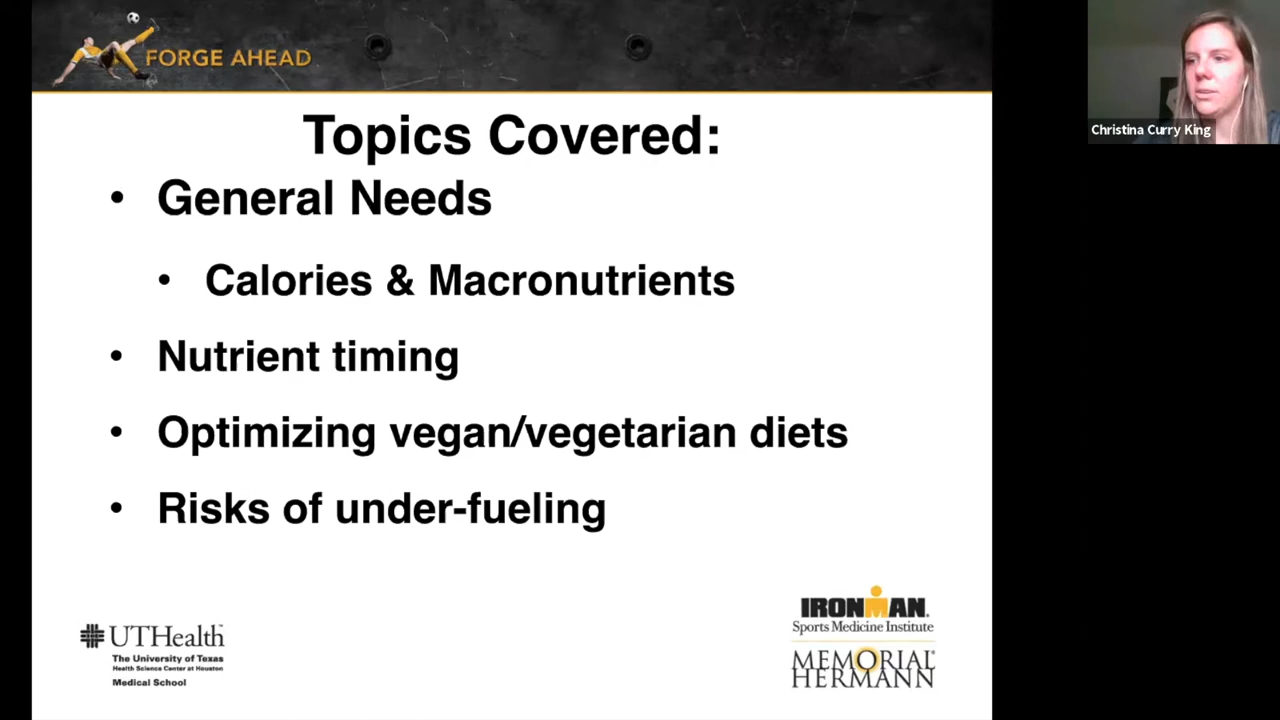 FORGE AHEAD
Topics Covered:
• General Needs
• Calories & Macronutrients
• Nutrient timing
• Optimizing vegan/vegetarian diets
• Risks of under-fueling
UTHealth™
The University of Texas
Health Science Center at Houston
Medical School
IRONMAN®
Sports Medicine Institute
MEMORIAL®
HERMANN
Christina Curry King